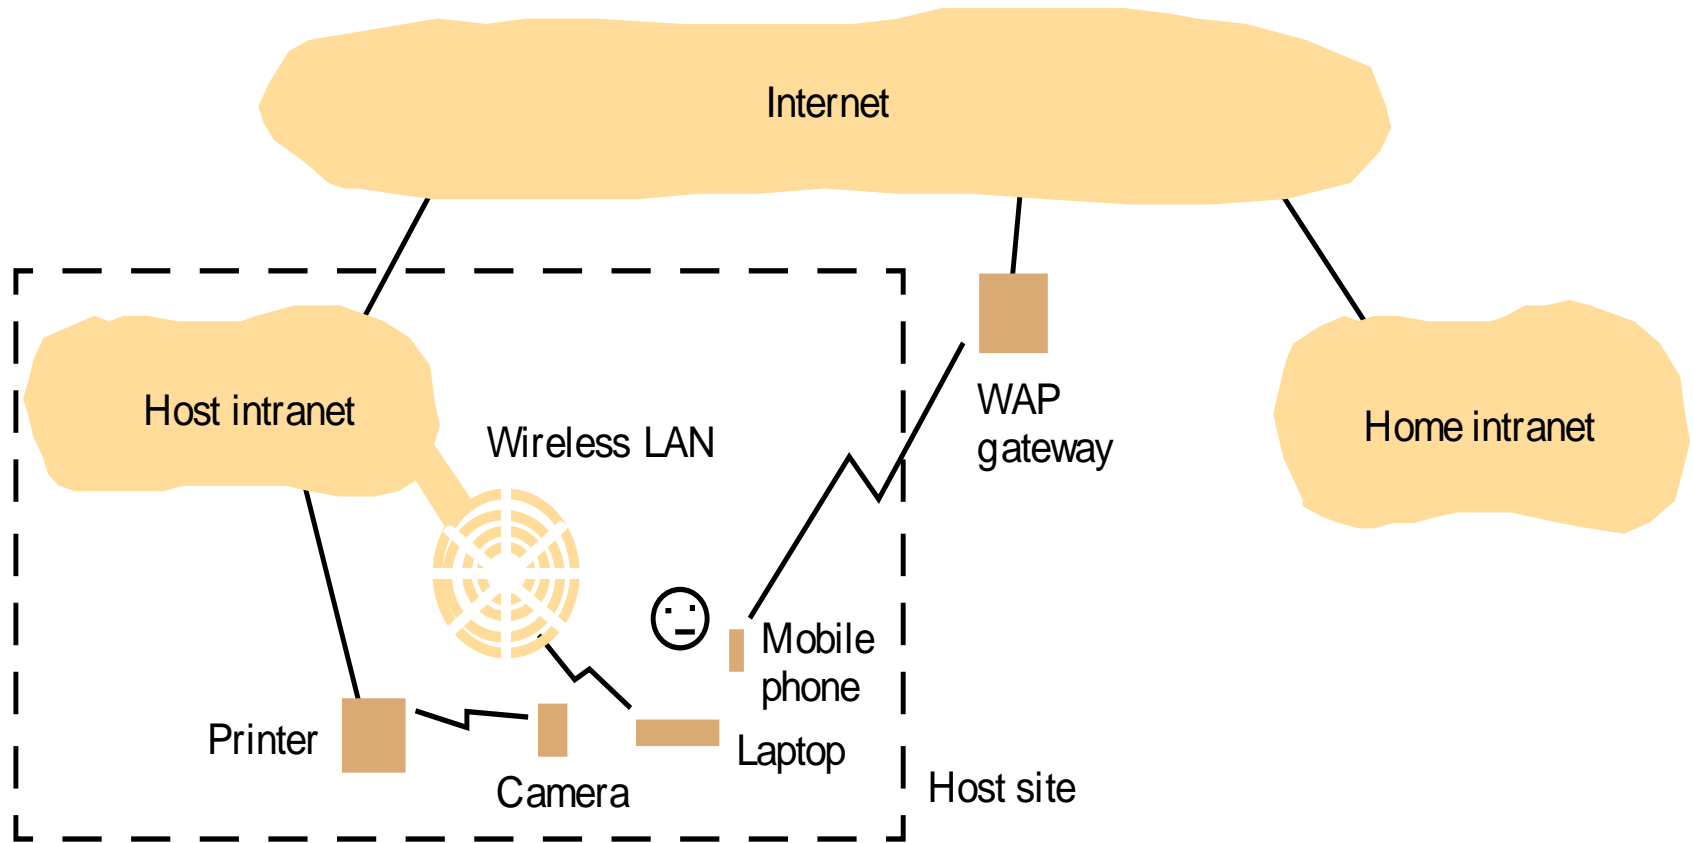 Internet
Host intranet
Wireless LAN
WAP
gateway
Home intranet
Mobile
phone
Printer
Laptop
Camera
Host site